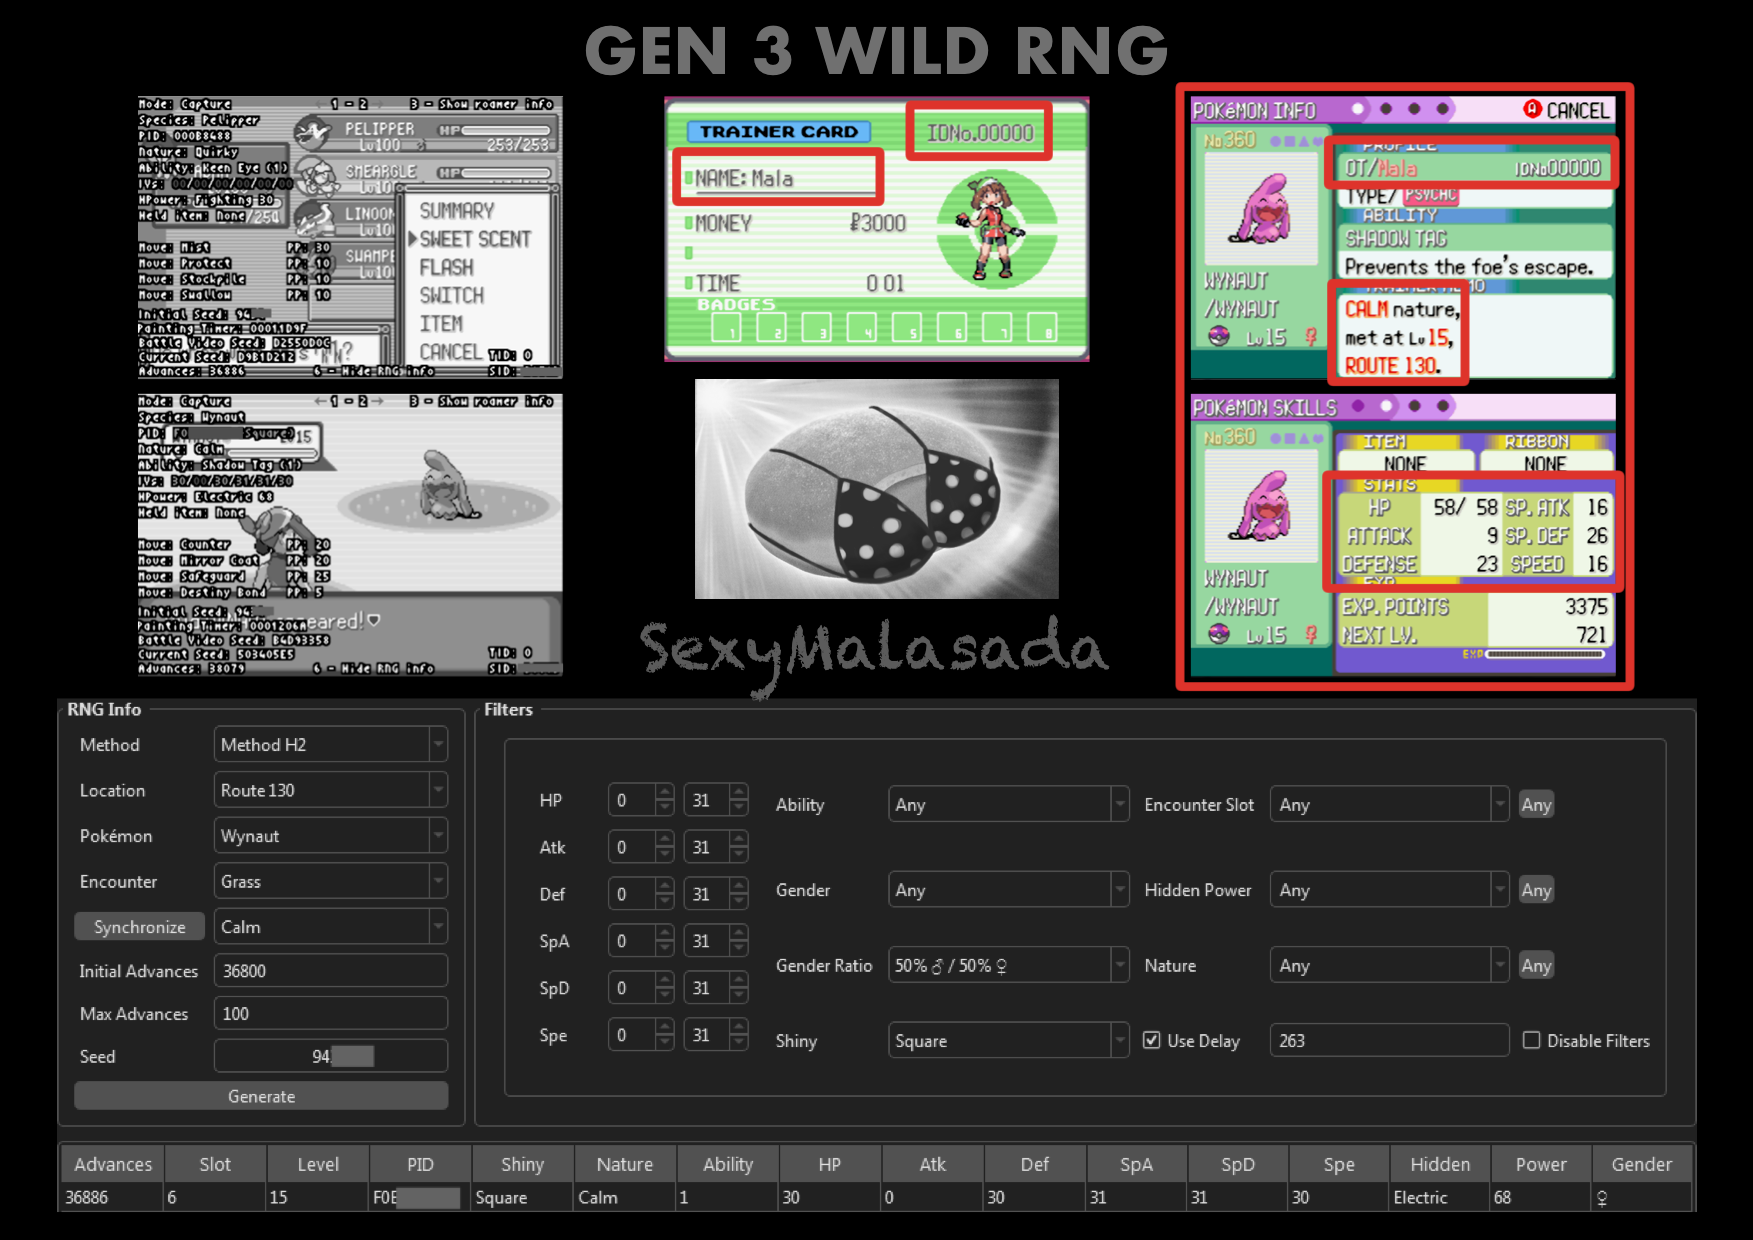 GEN 3 WILD RNG
Mode: Capture
1 - 2
3 - Show roamer info
Species: Pelipper
PID: 000B8488
Nature: Quirky
Ability: Keen Eye (1)
IVs: 00/00/00/00/00/00
HPower: Fighting 30
Held item: None
Move: Mist PP: 30
Move: Protect PP: 10
Move: Stockpile PP: 10
Move: Swallow PP: 10
Initial Seed: 94
Painting Timer: 00011D9F
Battle Video Seed: D2550D0C
Current Seed: D9B1D212
Advances: 36886
6 - Hide RNG info
TID: 0
SID:
PELIPPER HP
Lv100 253/253
SMEARGLE HP
LINOON
SWAMPE
SUMMARY
SWEET SCENT
FLASH
SWITCH
ITEM
CANCEL
Mode: Capture
1 - 2
3 - Show roamer info
Species: Wynaut
PID: F0 Square)
Nature: Calm
Ability: Shadow Tag (1)
IVs: 30/00/30/31/31/30
HPower: Electric 68
Held item: None
Move: Counter PP: 20
Move: Mirror Coat PP: 20
Move: Safeguard PP: 25
Move: Destiny Bond PP: 5
Initial Seed: 94
Painting Timer: 0001206A
Battle Video Seed: B4D93358
Current Seed: 503405E5
Advances: 38079
6 - Hide RNG info
TID: 0
SID:
eared!
TRAINER CARD
IDNo.00000
NAME: Mala
MONEY ₽3000
TIME 0 01
BADGES
1 2 3 4 5 6 7 8
SexyMalasada
POKéMON INFO
A CANCEL
No360
PROFILE
OT/Mala IDNo00000
TYPE/ PSYCHC
ABILITY
SHADOW TAG
Prevents the foe's escape.
WYNAUT
/WYNAUT
Lv15 ♀
TRAINER MEMO
CALM nature,
met at Lv15,
ROUTE 130.
POKéMON SKILLS
No360
ITEM RIBBON
NONE NONE
STATS
HP 58/ 58 SP. ATK 16
ATTACK 9 SP. DEF 26
DEFENSE 23 SPEED 16
WYNAUT
/WYNAUT
Lv15 ♀
EXP.
EXP. POINTS 3375
NEXT LV. 721
EXP
RNG Info
Method Method H2
Location Route 130
Pokémon Wynaut
Encounter Grass
Synchronize Calm
Initial Advances 36800
Max Advances 100
Seed 94
Generate
Filters
HP 0 31
Atk 0 31
Def 0 31
SpA 0 31
SpD 0 31
Spe 0 31
Ability Any
Gender Any
Gender Ratio 50% ♂ / 50% ♀
Shiny Square
Encounter Slot Any Any
Hidden Power Any Any
Nature Any Any
Use Delay 263
Disable Filters
Advances Slot Level PID Shiny Nature Ability HP Atk Def SpA SpD Spe Hidden Power Gender
36886 6 15 F0E Square Calm 1 30 0 30 31 31 30 Electric 68 ♀